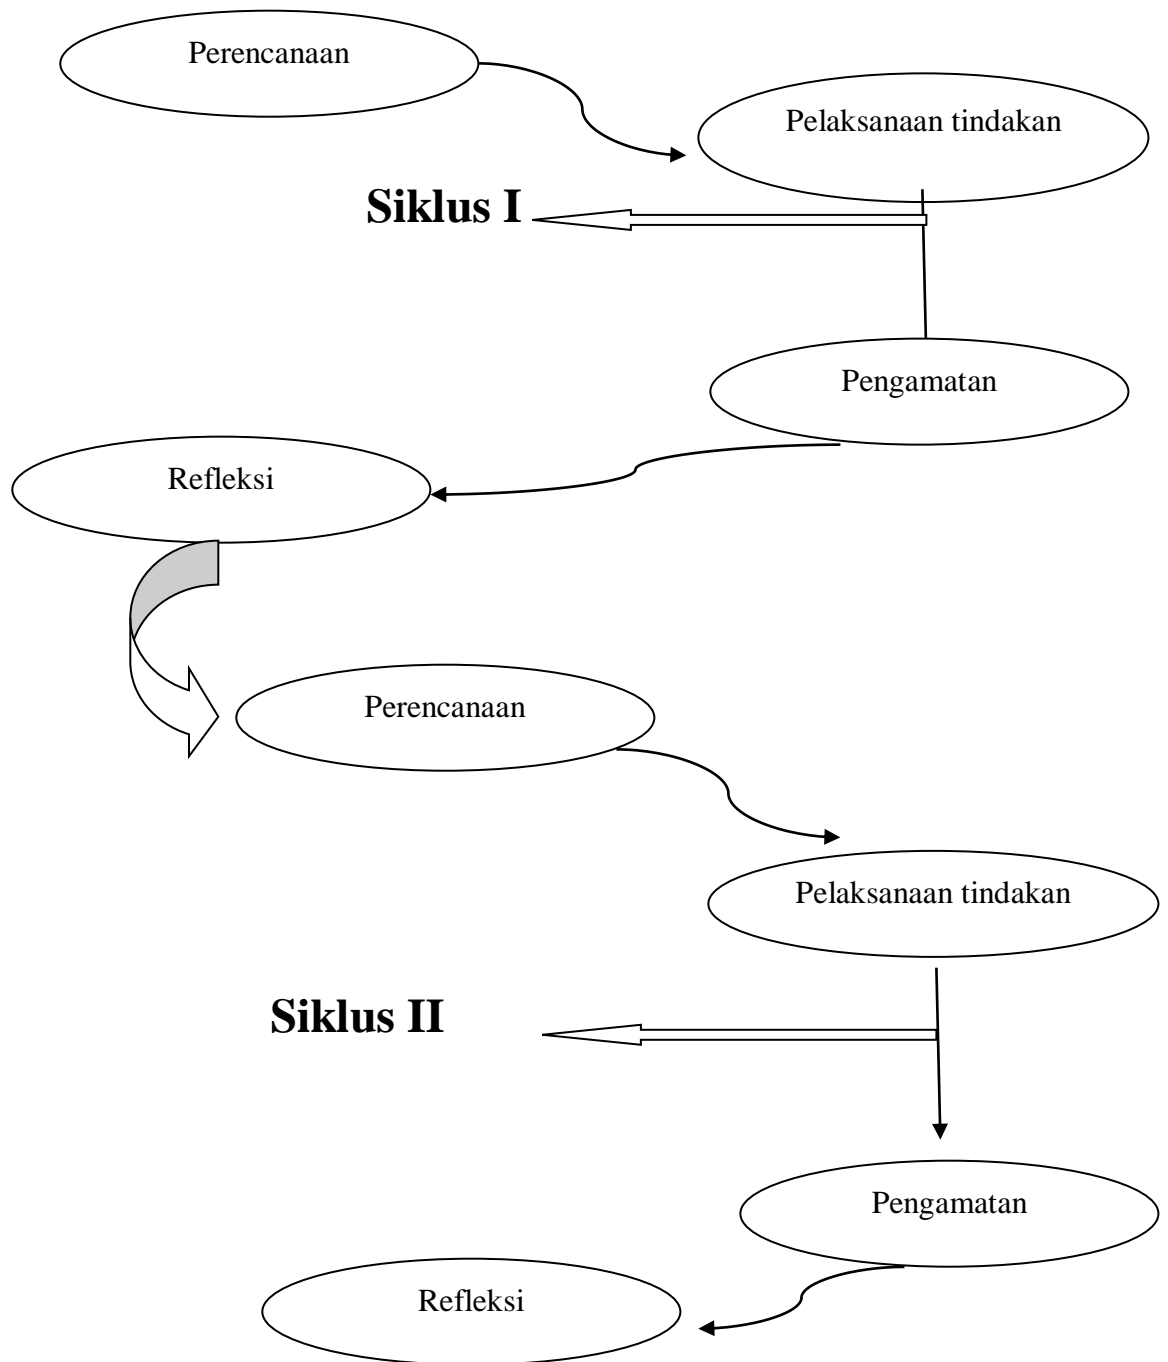 Perencanaan
Pelaksanaan tindakan
Siklus I
Pengamatan
Refleksi
Perencanaan
Pelaksanaan tindakan
Siklus II
Pengamatan
Refleksi